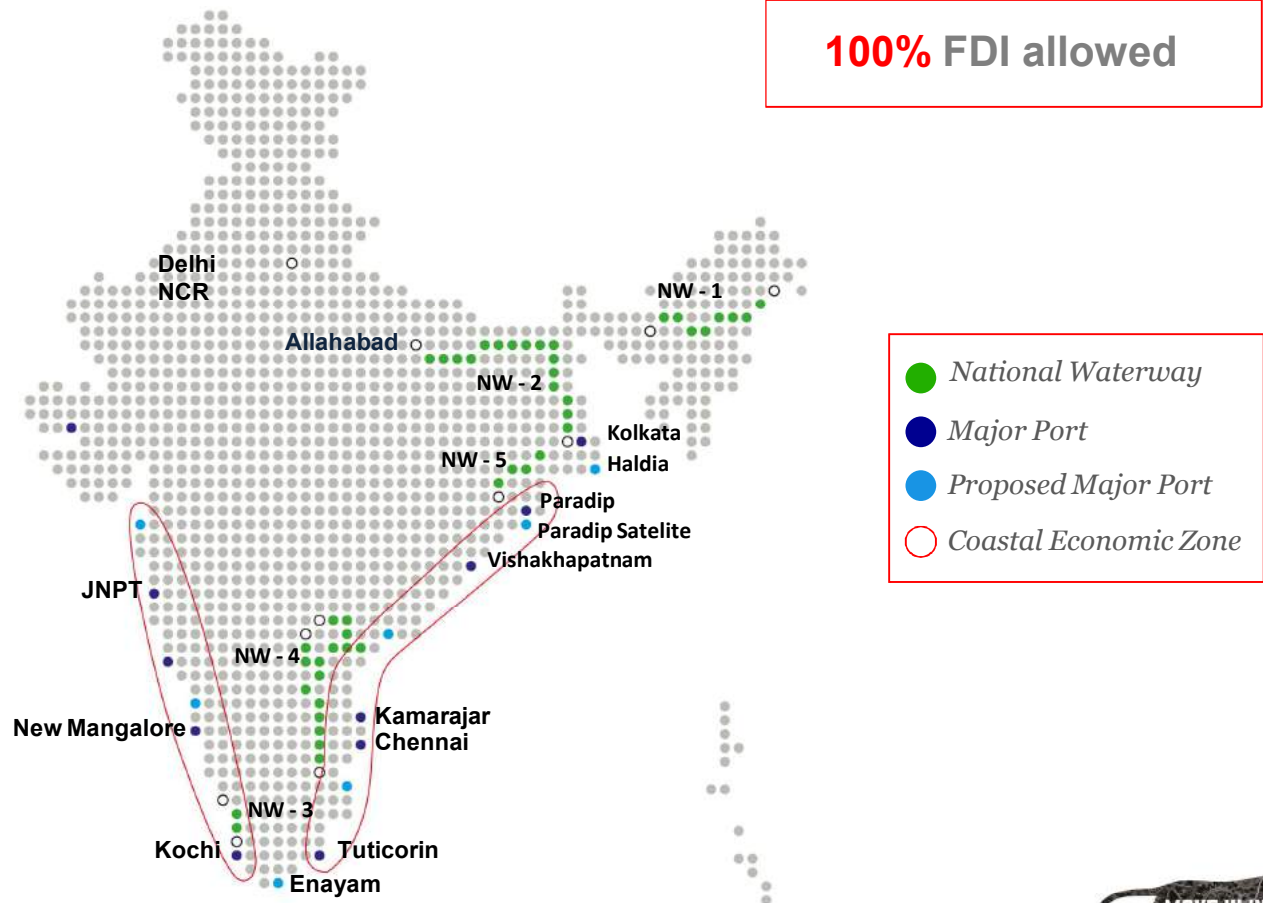 100% FDI allowed
Delhi
NCR
NW - 1
Allahabad
NW - 2
Kolkata
Haldia
NW - 5
Paradip
Paradip Satelite
Vishakhapatnam
JNPT
NW - 4
New Mangalore
Kamarajar
Chennai
NW - 3
Kochi
Tuticorin
Enayam
National Waterway
Major Port
Proposed Major Port
Coastal Economic Zone